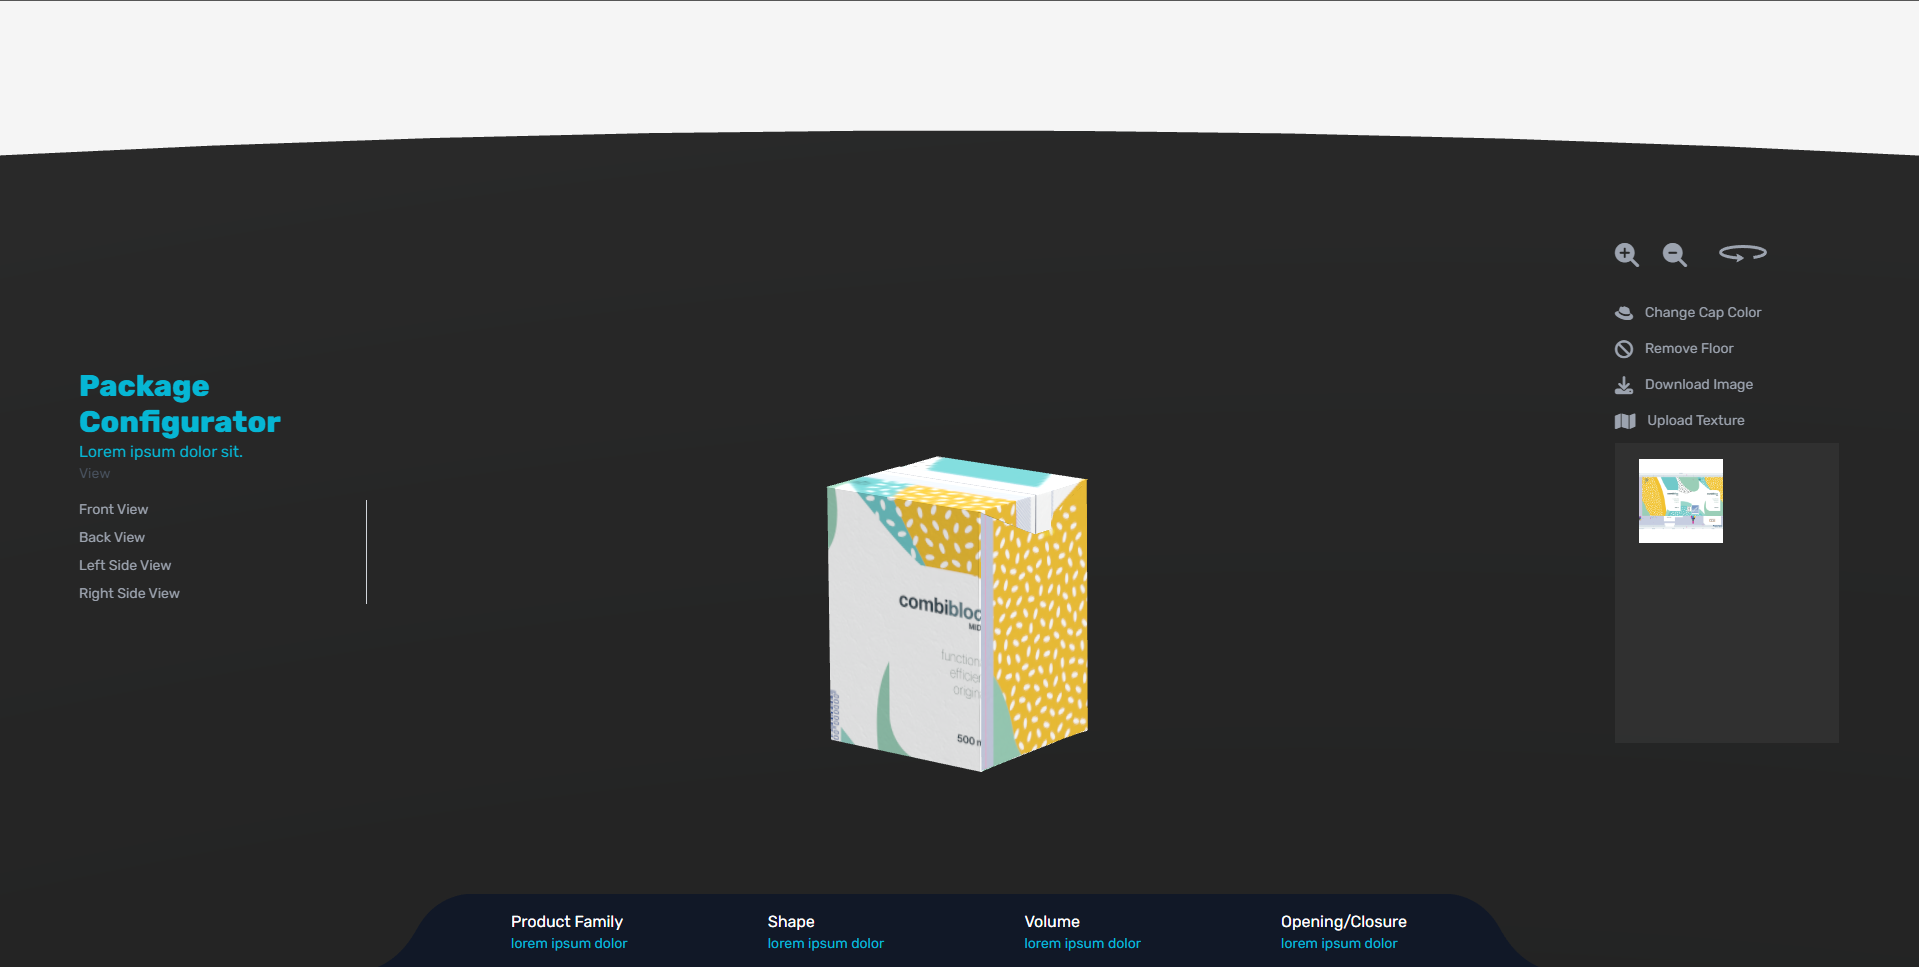 Package
Configurator
Lorem ipsum dolor sit.
View
Front View
Back View
Left Side View
Right Side View
combibloc
MID
function
efficien
origin
500 m
Change Cap Color
Remove Floor
Download Image
Upload Texture
Product Family
lorem ipsum dolor
Shape
lorem ipsum dolor
Volume
lorem ipsum dolor
Opening/Closure
lorem ipsum dolor